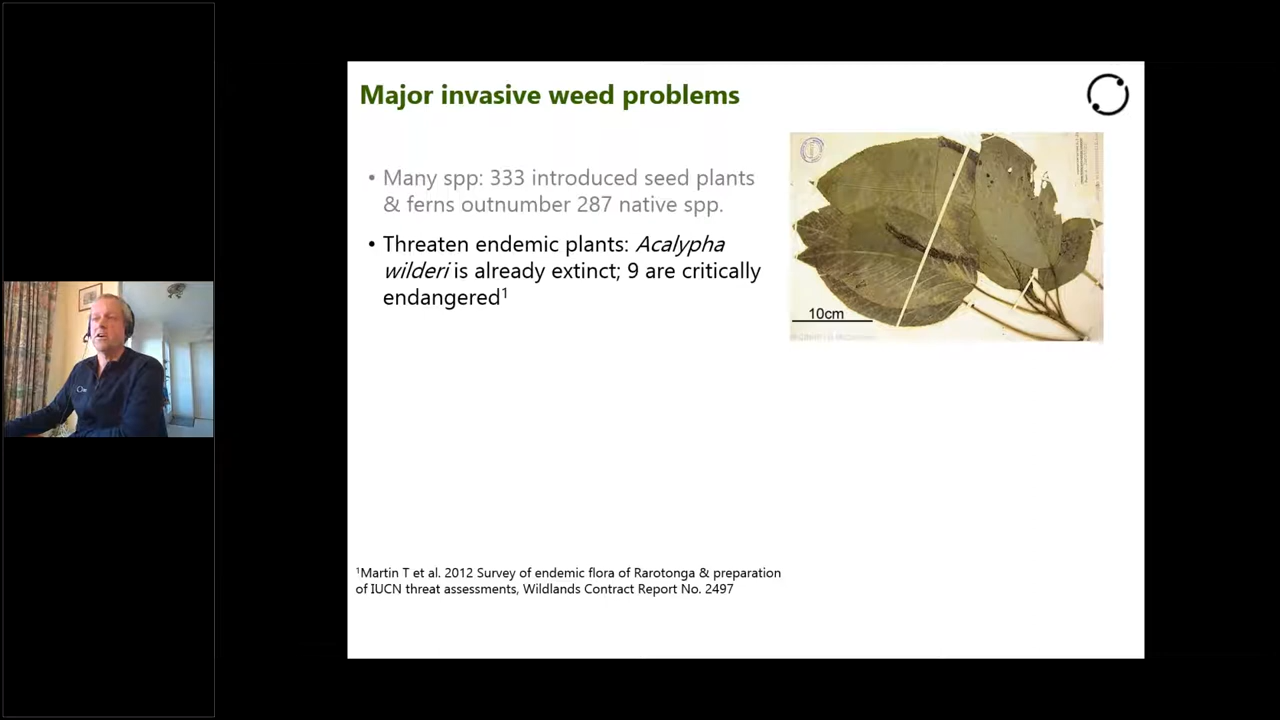 Major invasive weed problems
• Many spp: 333 introduced seed plants
& ferns outnumber 287 native spp.
• Threaten endemic plants: Acalypha
wilderi is already extinct; 9 are critically
endangered¹
10cm
¹Martin T et al. 2012 Survey of endemic flora of Rarotonga & preparation
of IUCN threat assessments, Wildlands Contract Report No. 2497